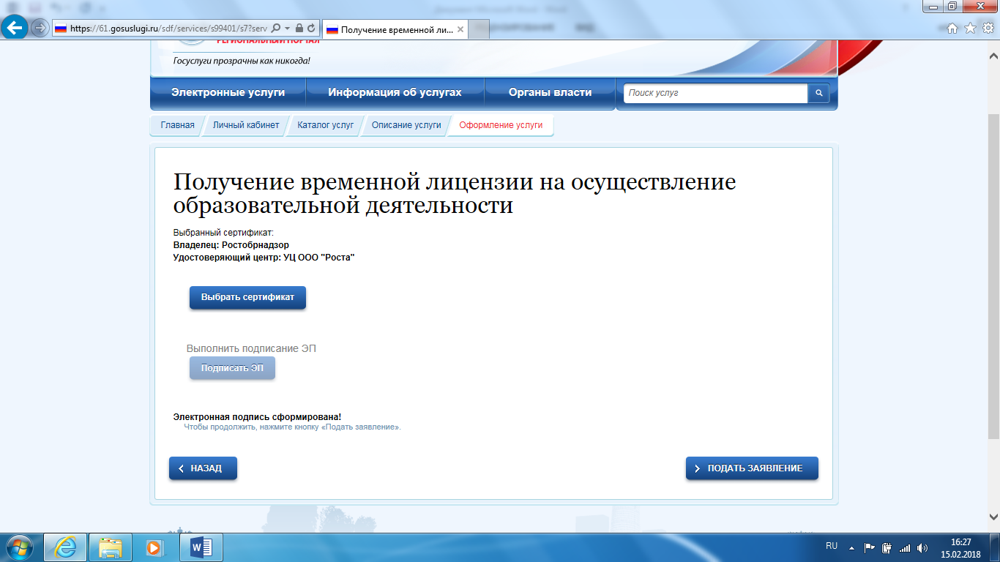 https://61.gosuslugi.ru/sdf/services/s99401/s7?serv
Получение временной ли...
РЕГИОНАЛЬНЫЙ ПОРТАЛ
Госуслуги прозрачны как никогда!
Электронные услуги
Информация об услугах
Органы власти
Поиск услуг
Главная
Личный кабинет
Каталог услуг
Описание услуги
Оформление услуги
Получение временной лицензии на осуществление
образовательной деятельности
Выбранный сертификат:
Владелец: Ростобрнадзор
Удостоверяющий центр: УЦ ООО "Роста"
Выбрать сертификат
Выполнить подписание ЭП
Подписать ЭП
Электронная подпись сформирована!
Чтобы продолжить, нажмите кнопку «Подать заявление».
НАЗАД
ПОДАТЬ ЗАЯВЛЕНИЕ
RU
16:27
15.02.2018